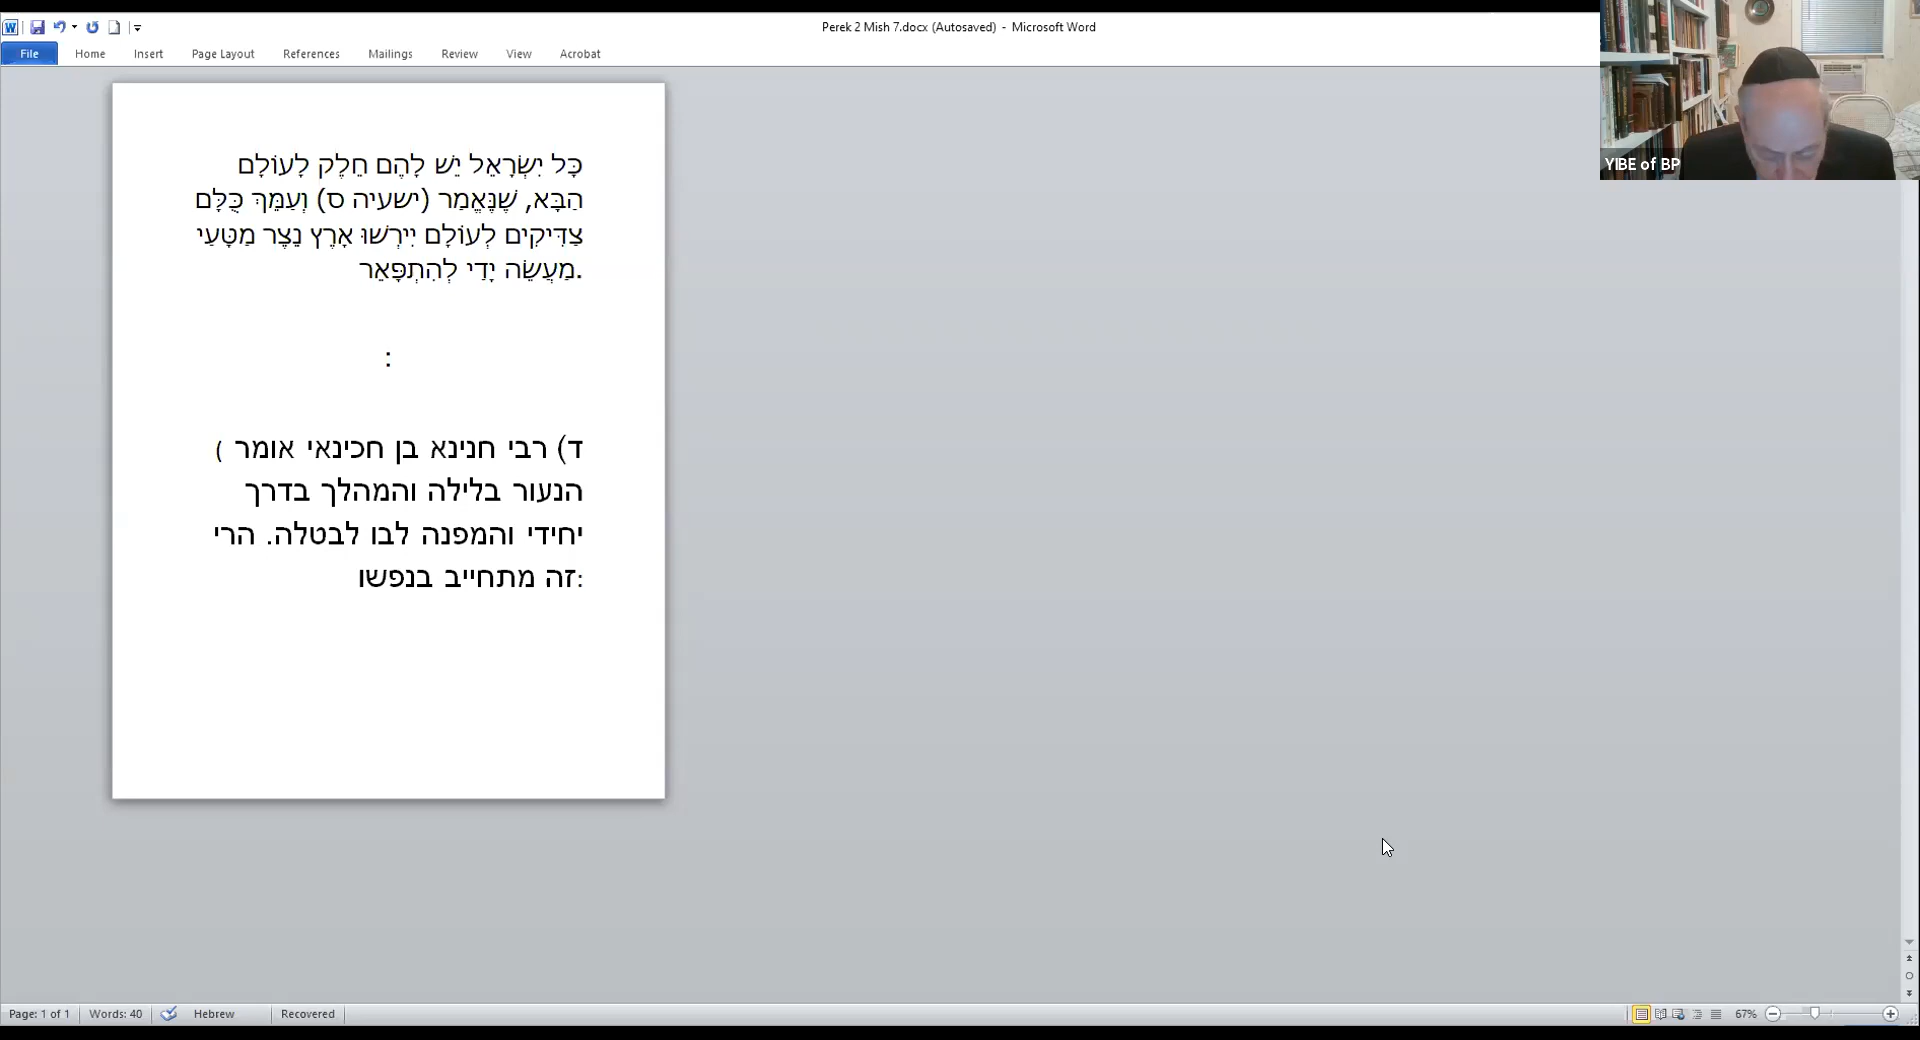 Perek 2 Mish 7.docx (Autosaved) - Microsoft Word
File Home Insert Page Layout References Mailings Review View Acrobat
YIBE of BP
כָּל יִשְׂרָאֵל יֵשׁ לָהֶם חֵלֶק לָעוֹלָם
הַבָּא, שֶׁנֶּאֱמַר (ישעיה ס) וְעַמֵּךְ כֻּלָּם
צַדִּיקִים לְעוֹלָם יִירְשׁוּ אָרֶץ נֵצֶר מַטָּעַי
.מַעֲשֵׂה יָדַי לְהִתְפָּאֵר
:
ד) רבי חנינא בן חכינאי אומר (
הנעור בלילה והמהלך בדרך
יחידי והמפנה לבו לבטלה. הרי
:זה מתחייב בנפשו
Page: 1 of 1 Words: 40 Hebrew Recovered 67%